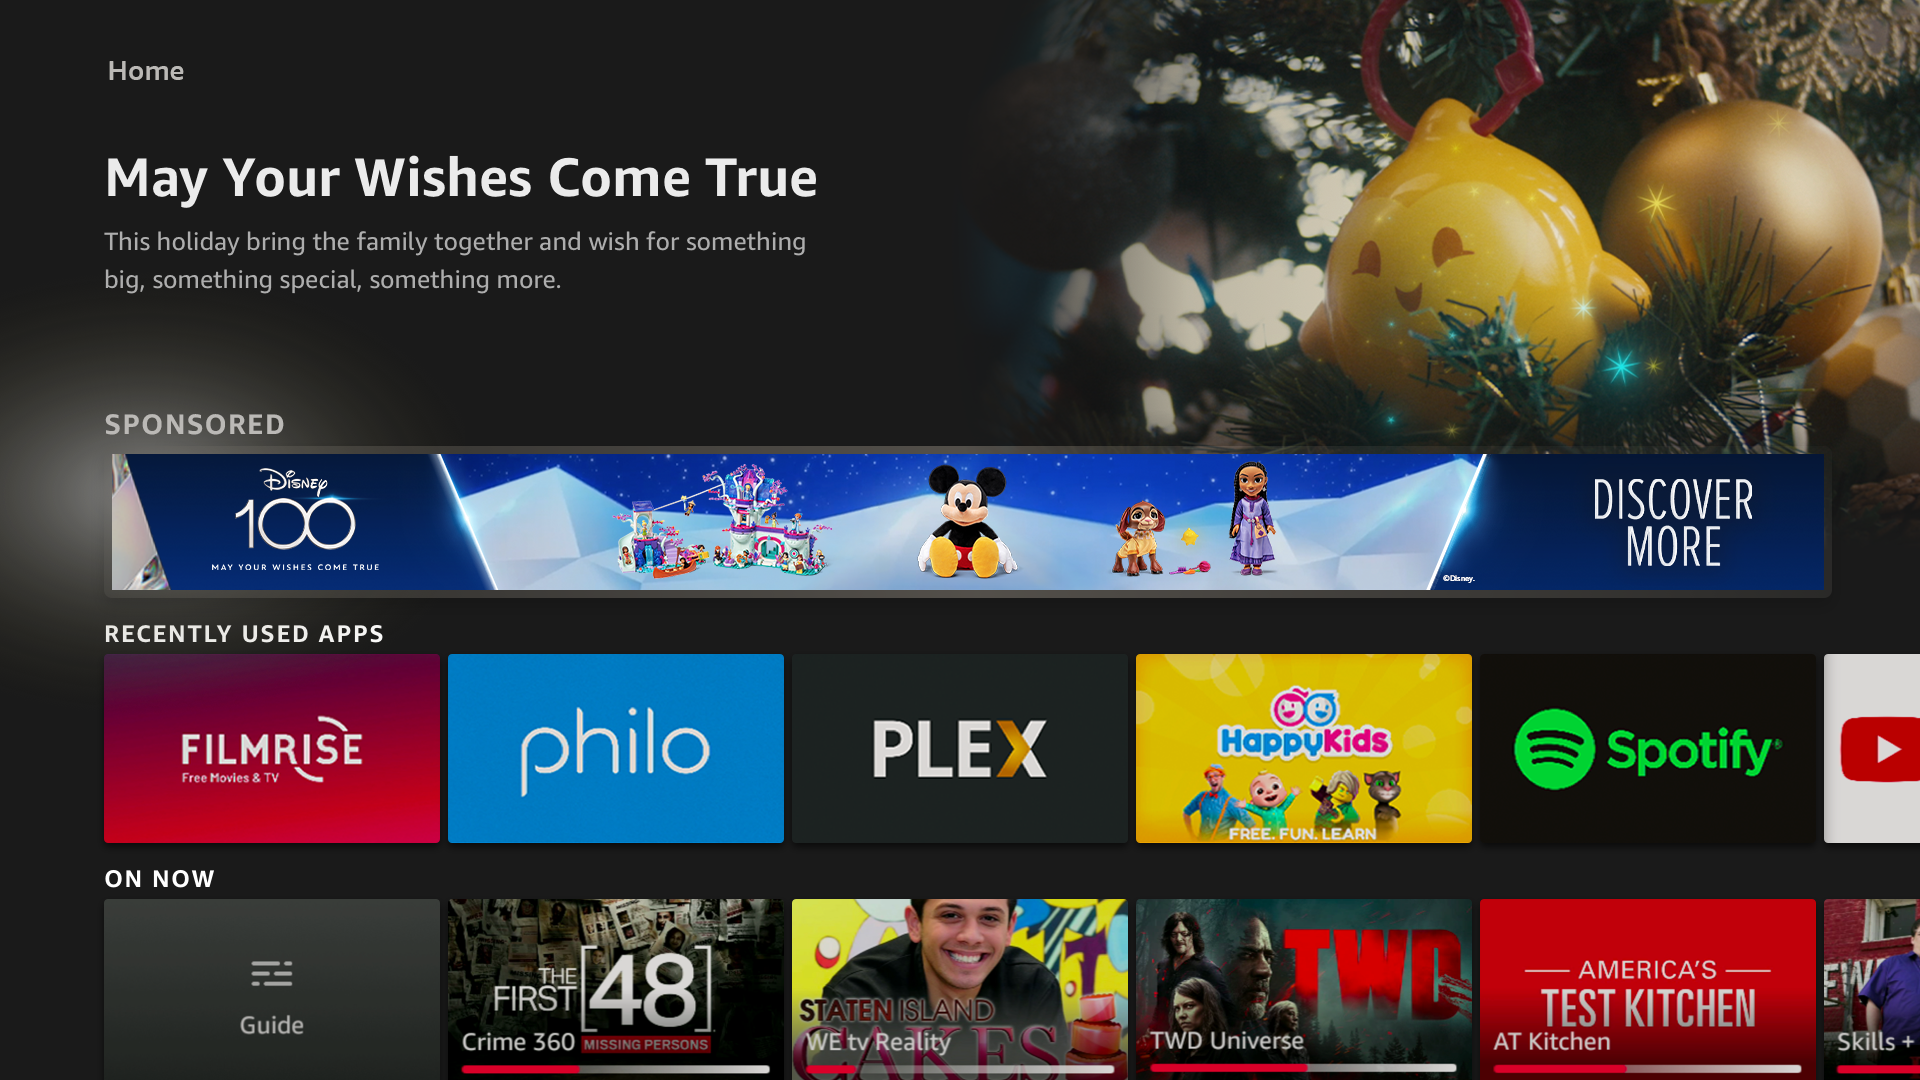 Home
May Your Wishes Come True
This holiday bring the family together and wish for something
big, something special, something more.
SPONSORED
Disney
100
MAY YOUR WISHES COME TRUE
©Disney.
DISCOVER
MORE
RECENTLY USED APPS
FILMRISE
Free Movies & TV
philo
PLEX
HappyKids
FREE. FUN. LEARN
Spotify®
ON NOW
Guide
THE
FIRST
48
MISSING PERSONS
Crime 360
STATEN ISLAND
CAKES
WE tv Reality
TWD
TWD Universe
AMERICA'S
TEST KITCHEN
AT Kitchen
Skills +